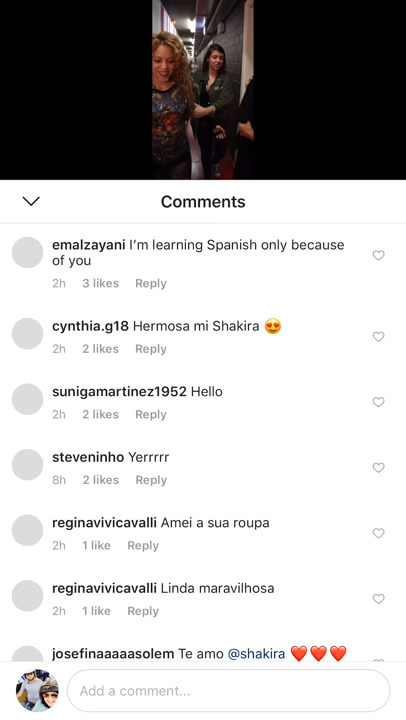 Comments
emalzayani I'm learning Spanish only because
of you
2h 3 likes Reply
cynthia.g18 Hermosa mi Shakira 😍
2h 2 likes Reply
sunigamartinez1952 Hello
2h 2 likes Reply
steveninho Yerrrrr
8h 2 likes Reply
reginavivicavalli Amei a sua roupa
2h 1 like Reply
reginavivicavalli Linda maravilhosa
2h 1 like Reply
josefinaaaaasolem Te amo @shakira ❤️❤️❤️
Add a comment...